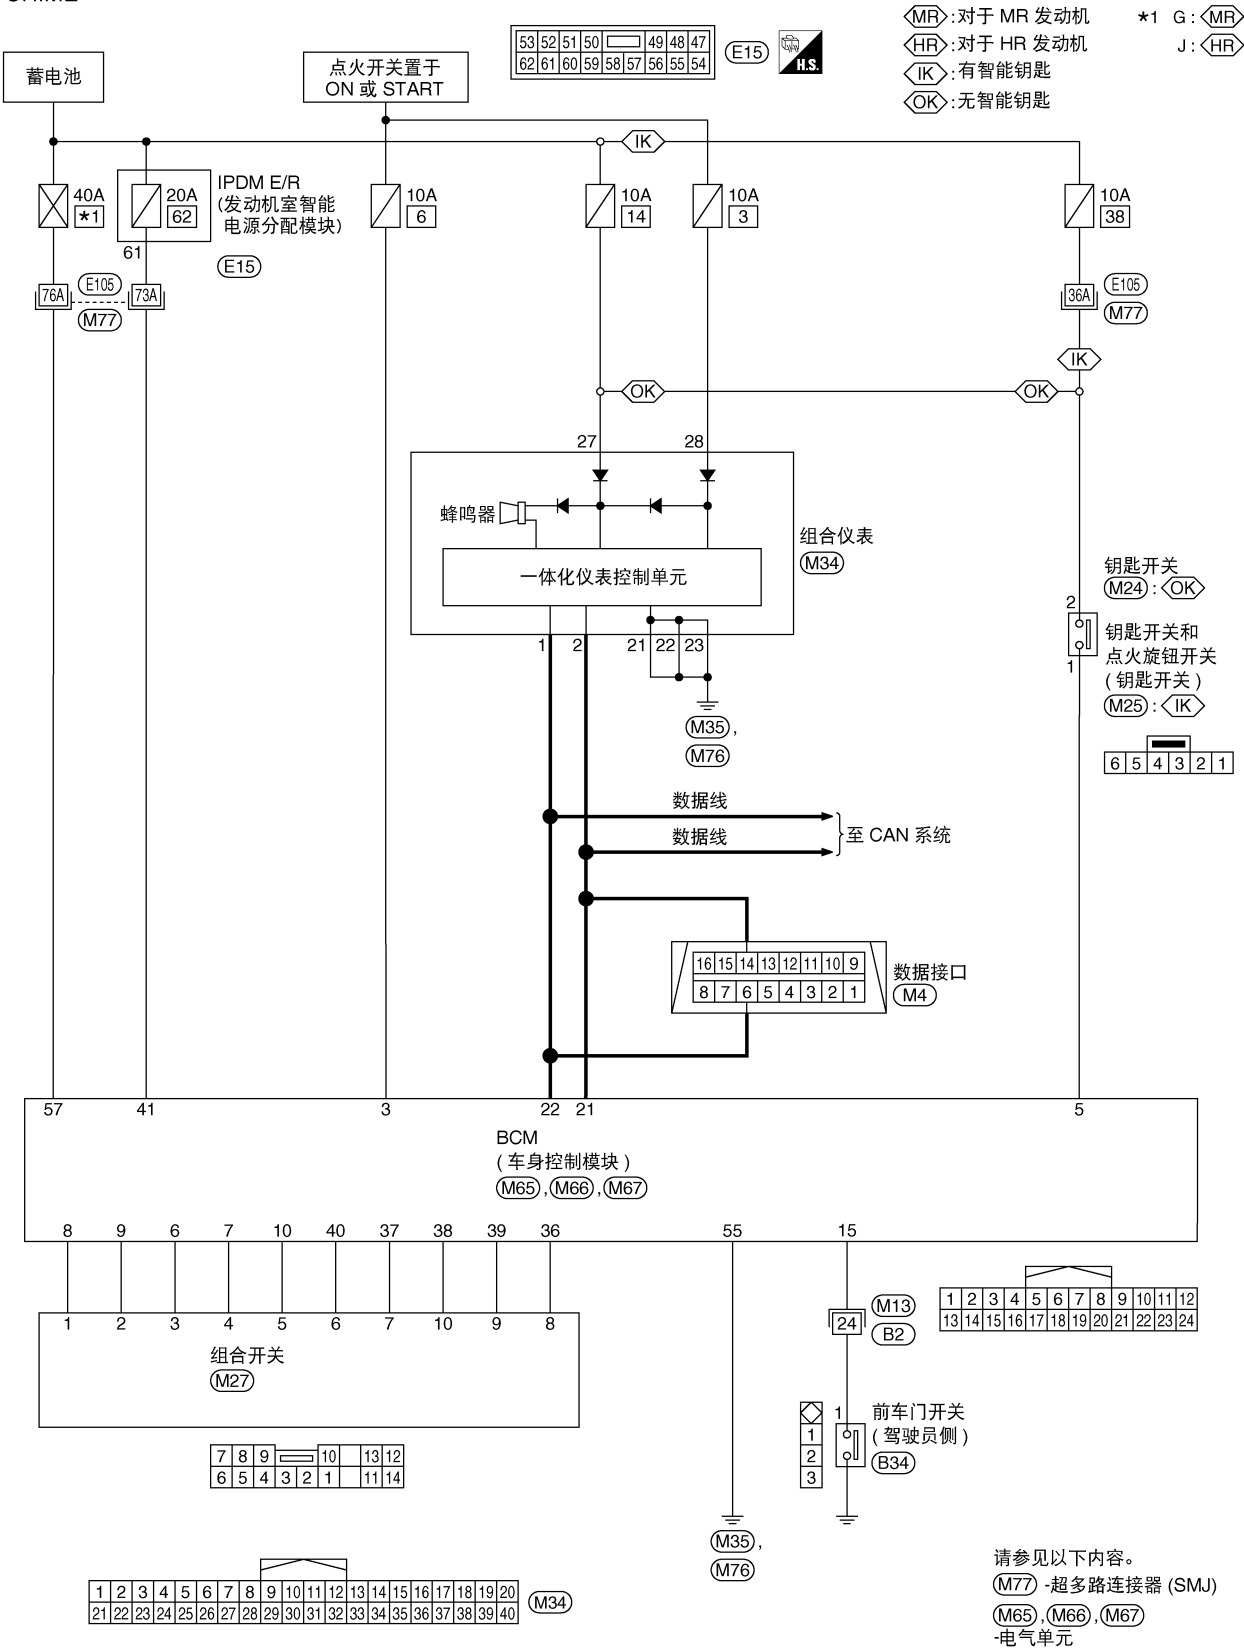 MR :对于 MR 发动机 *1 G: MR
HR :对于 HR 发动机 J: HR
IK :有智能钥匙
OK :无智能钥匙
53 52 51 50 49 48 47
62 61 60 59 58 57 56 55 54
E15
H.S.
蓄电池
点火开关置于
ON 或 START
IK
40A
*1
20A
62
IPDM E/R
(发动机室智能
电源分配模块)
61
E15
10A
6
10A
14
10A
3
10A
38
76A
E105
M77
73A
36A
E105
M77
IK
OK
OK
27 28
蜂鸣器
一体化仪表控制单元
组合仪表
M34
1 2 21 22 23
M35,
M76
钥匙开关
M24 : OK
2
1
钥匙开关和
点火旋钮开关
(钥匙开关)
M25 : IK
6 5 4 3 2 1
数据线
数据线
至 CAN 系统
16 15 14 13 12 11 10 9
8 7 6 5 4 3 2 1
数据接口
M4
57 41 3 22 21 5
BCM
(车身控制模块)
M65 , M66 , M67
8 9 6 7 10 40 37 38 39 36 55 15
1 2 3 4 5 6 7 10 9 8
组合开关
M27
7 8 9 10 13 12
6 5 4 3 2 1 11 14
24
M13
B2
1 2 3 4 5 6 7 8 9 10 11 12
13 14 15 16 17 18 19 20 21 22 23 24
1
2
3
1
前车门开关
(驾驶员侧)
B34
M35,
M76
1 2 3 4 5 6 7 8 9 10 11 12 13 14 15 16 17 18 19 20
21 22 23 24 25 26 27 28 29 30 31 32 33 34 35 36 37 38 39 40
M34
请参见以下内容。
M77 -超多路连接器 (SMJ)
M65 , M66 , M67
-电气单元